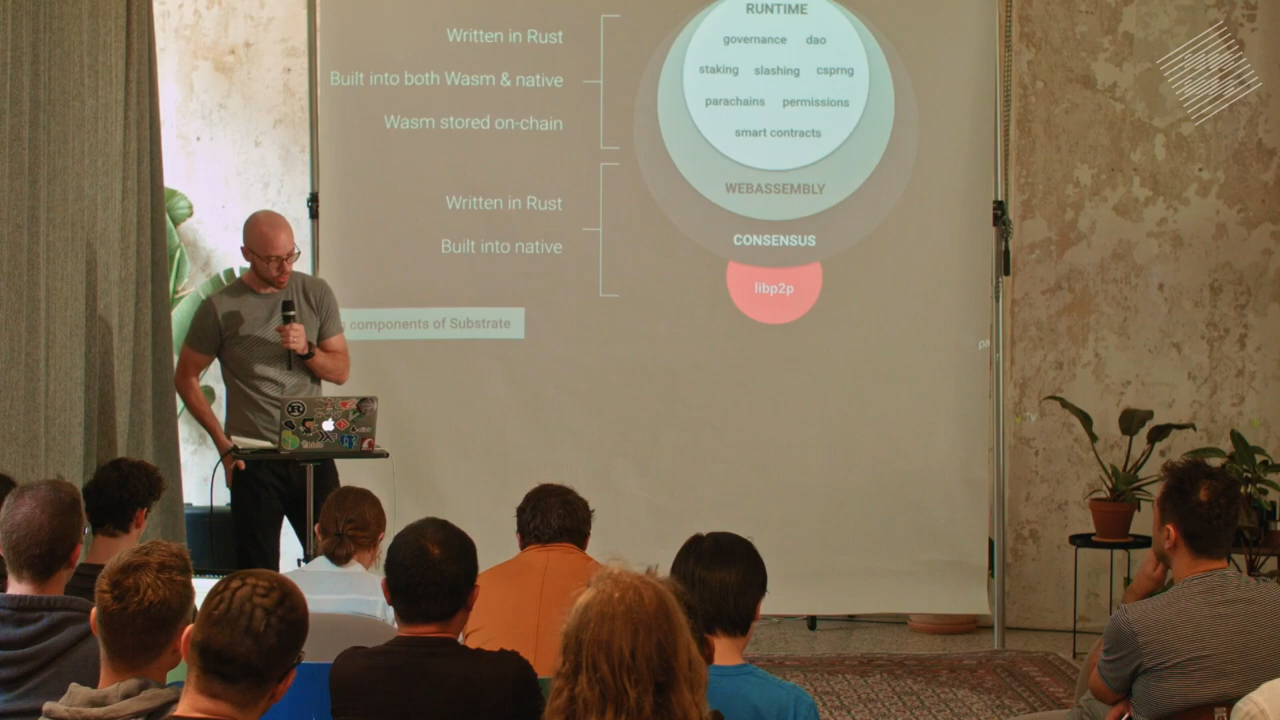 Written in Rust
Built into both Wasm & native
Wasm stored on-chain
Written in Rust
Built into native
components of Substrate
RUNTIME
governance dao
staking slashing csprng
parachains permissions
smart contracts
WEBASSEMBLY
CONSENSUS
libp2p